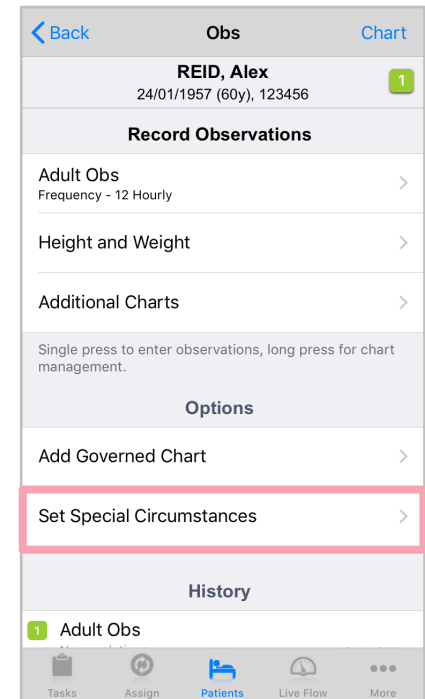 Back Obs Chart
REID, Alex
24/01/1957 (60y), 123456
1
Record Observations
Adult Obs
Frequency - 12 Hourly
Height and Weight
Additional Charts
Single press to enter observations, long press for chart
management.
Options
Add Governed Chart
Set Special Circumstances
History
1 Adult Obs
Tasks Assign Patients Live Flow More